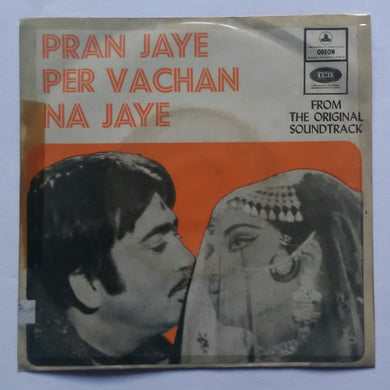 PRAN JAYE
PER VACHAN
NA JAYE
ODEON
EMI
FROM
THE ORIGINAL
SOUNDTRACK